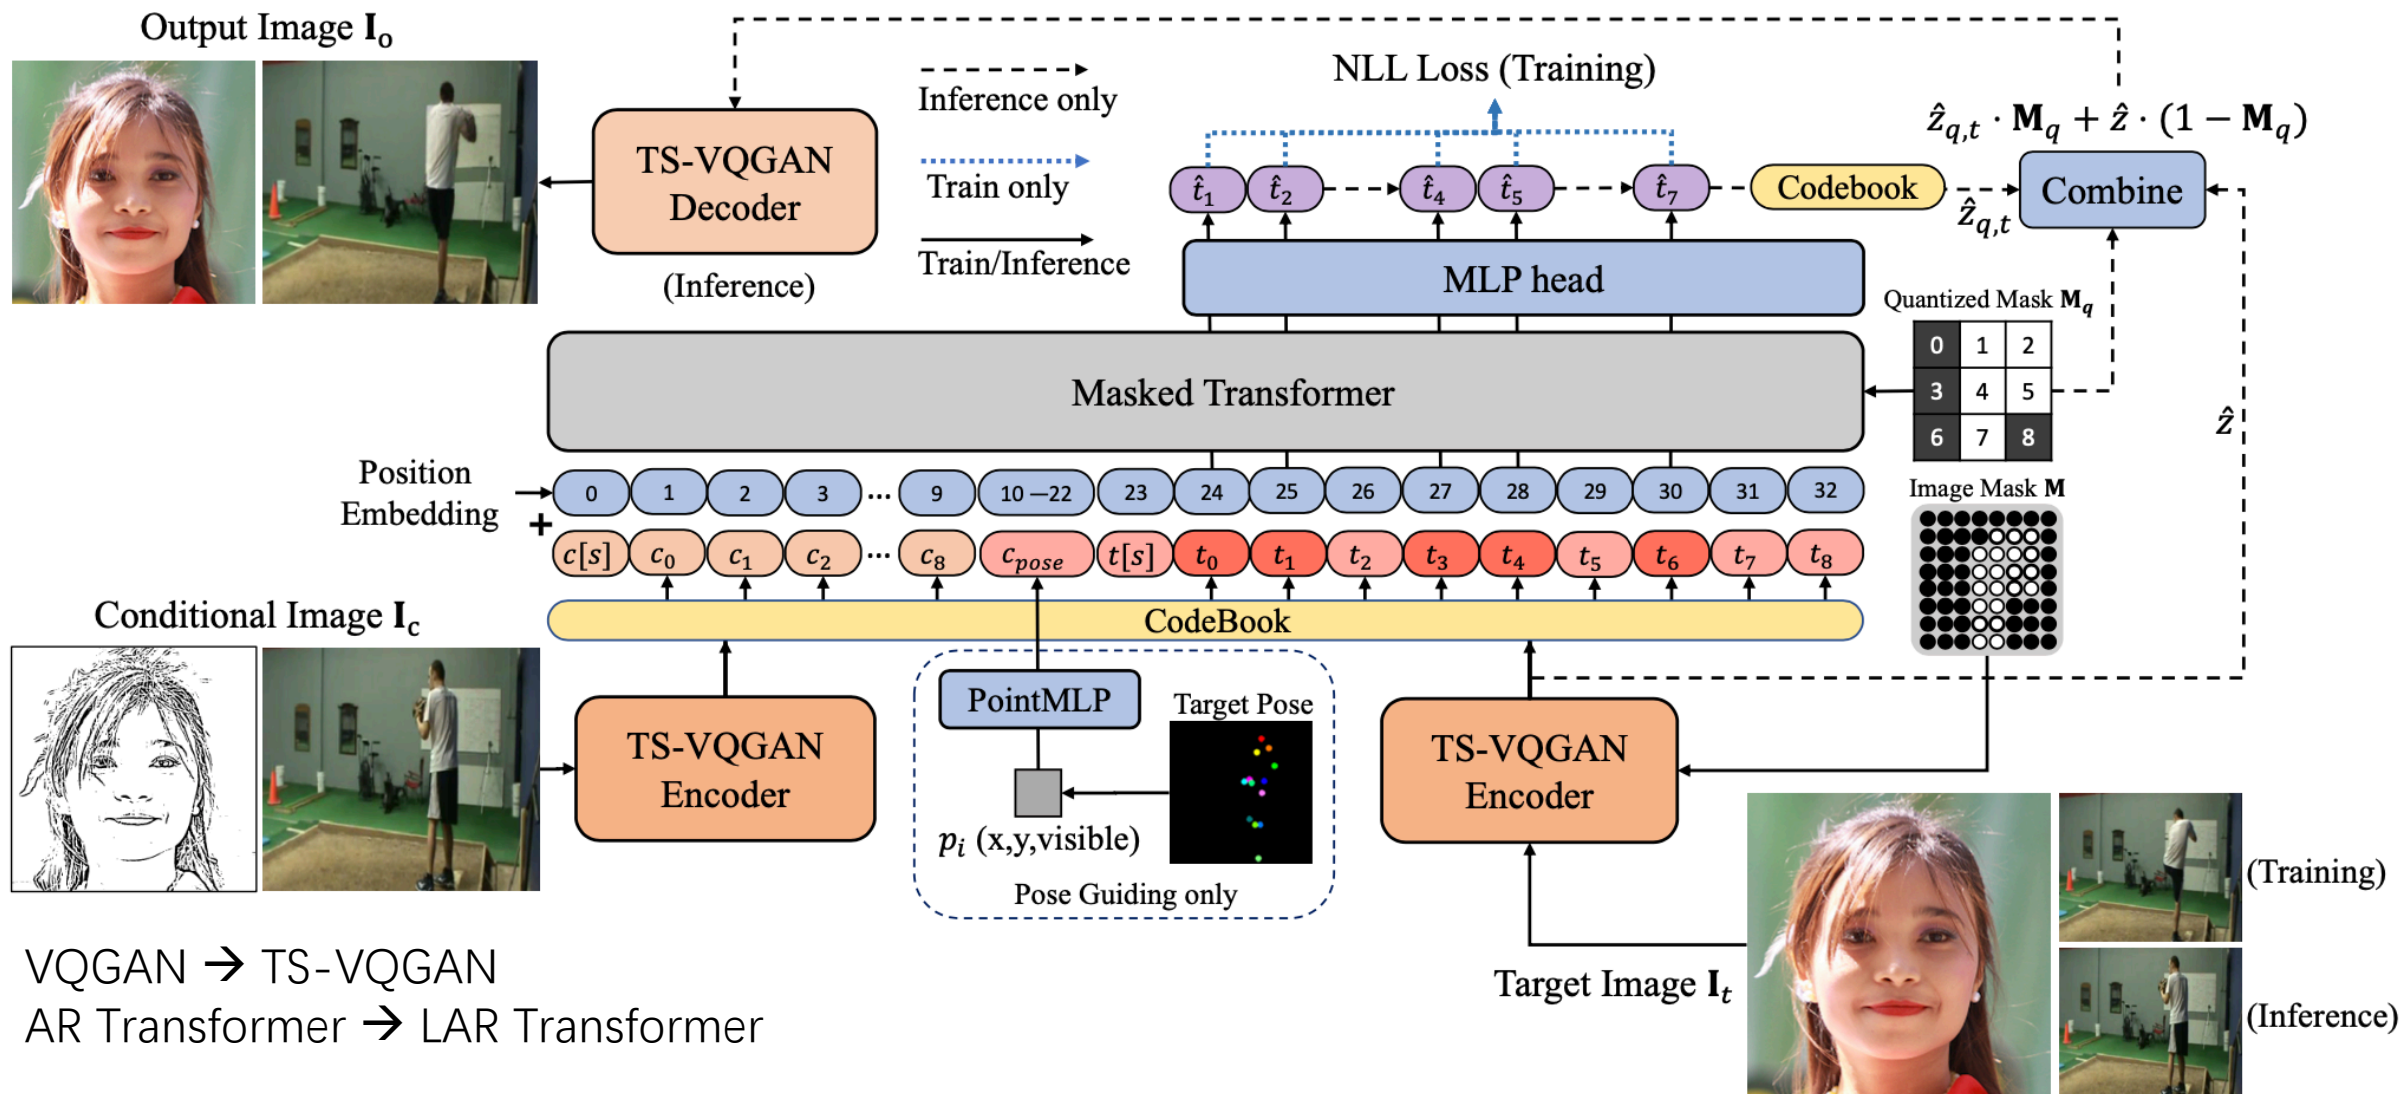 Output Image I_o
TS-VQGAN
Decoder
(Inference)
Inference only
Train only
Train/Inference
NLL Loss (Training)
t̂_1 t̂_2 t̂_4 t̂_5 t̂_7
Codebook
ẑ_{q,t}
ẑ_{q,t} · M_q + ẑ · (1 − M_q)
Combine
MLP head
Quantized Mask M_q
0 1 2
3 4 5
6 7 8
ẑ
Masked Transformer
Position
Embedding
+
0 1 2 3 ... 9 10 —22 23 24 25 26 27 28 29 30 31 32
c[s] c_0 c_1 c_2 ... c_8 c_{pose} t[s] t_0 t_1 t_2 t_3 t_4 t_5 t_6 t_7 t_8
Image Mask M
CodeBook
Conditional Image I_c
TS-VQGAN
Encoder
PointMLP
Target Pose
p_i (x,y,visible)
Pose Guiding only
TS-VQGAN
Encoder
Target Image I_t
(Training)
(Inference)
VQGAN → TS-VQGAN
AR Transformer → LAR Transformer